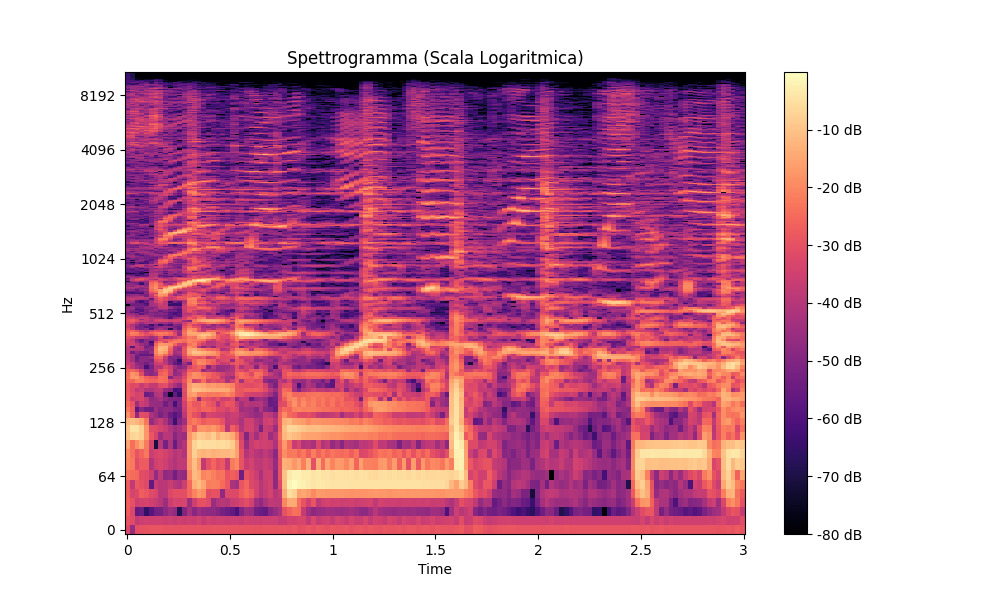 Spettrogramma (Scala Logaritmica)
Hz
8192
4096
2048
1024
512
256
128
64
0
0 0.5 1 1.5 2 2.5 3
Time
-10 dB
-20 dB
-30 dB
-40 dB
-50 dB
-60 dB
-70 dB
-80 dB